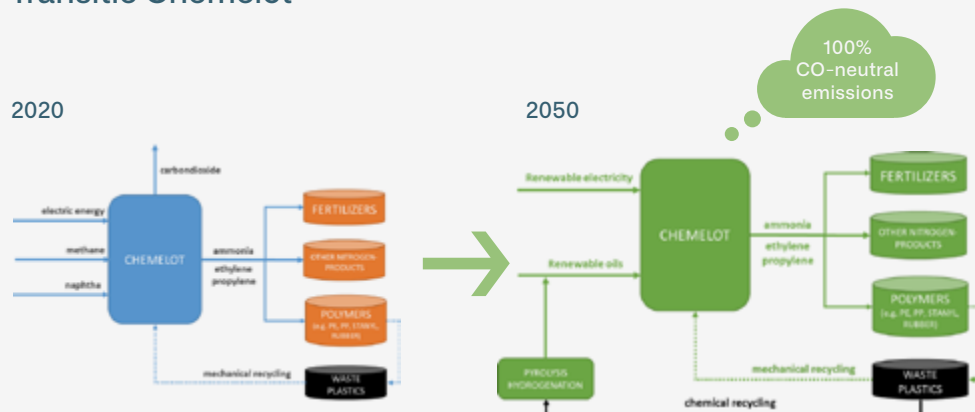 Transitie Chemelot
2020
carbondioxide
electric energy
methane
naphtha
CHEMELOT
ammonia
ethylene
propylene
FERTILIZERS
OTHER NITROGEN-
PRODUCTS
POLYMERS
(e.g. PE, PP, STANYL,
RUBBER)
mechanical recycling
WASTE
PLASTICS
2050
100%
CO-neutral
emissions
Renewable electricity
Renewable oils
CHEMELOT
ammonia
ethylene
propylene
FERTILIZERS
OTHER NITROGEN-
PRODUCTS
POLYMERS
(e.g. PE, PP, STANYL,
RUBBER)
PYROLYSIS
HYDROGENATION
mechanical recycling
WASTE
PLASTICS
chemical recycling